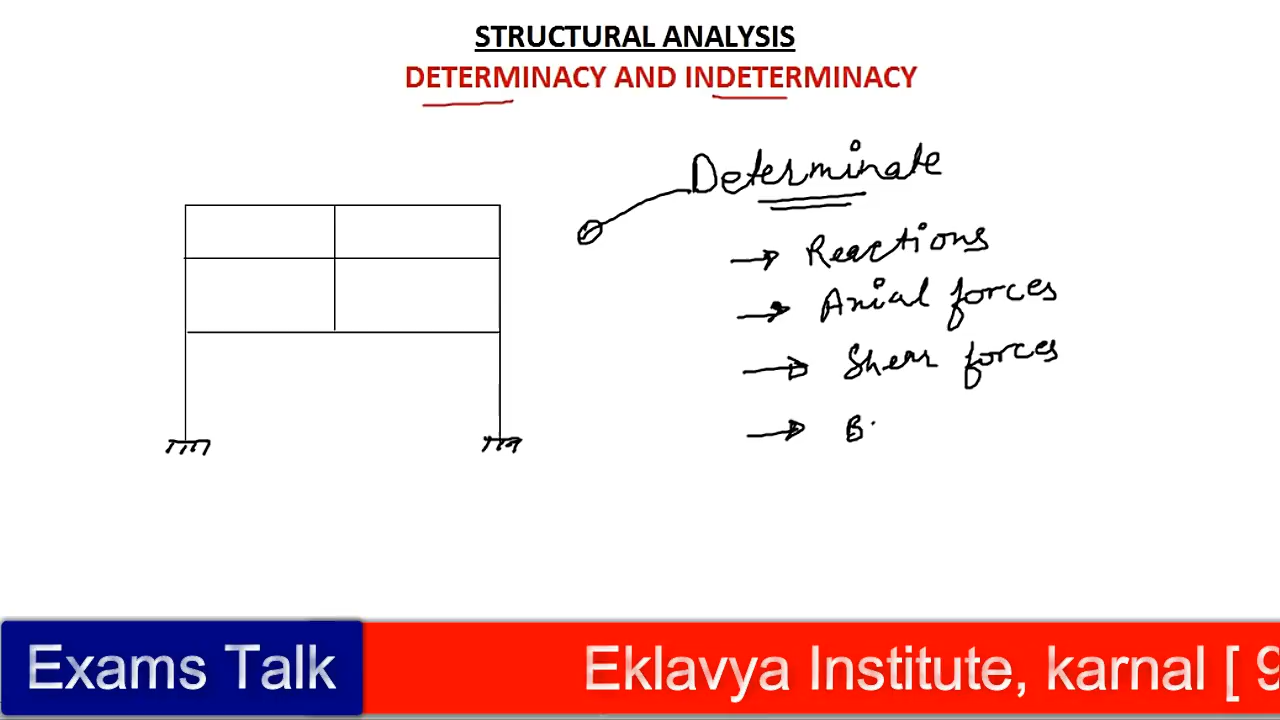 STRUCTURAL ANALYSIS
DETERMINACY AND INDETERMINACY
Determinate
→ Reactions
→ Axial forces
→ Shear forces
→ B.
Exams Talk
Eklavya Institute, karnal [ 9